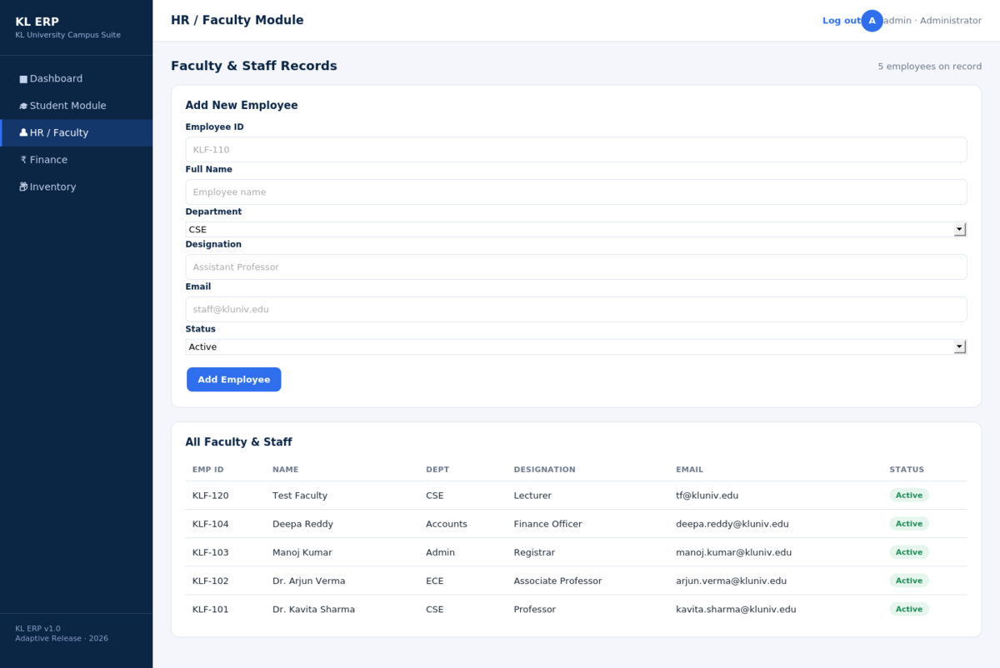 KL ERP
KL University Campus Suite
Dashboard
Student Module
HR / Faculty
₹ Finance
Inventory
KL ERP v1.0
Adaptive Release · 2026
HR / Faculty Module
Log out A admin · Administrator
Faculty & Staff Records
5 employees on record
Add New Employee
Employee ID
KLF-110
Full Name
Employee name
Department
CSE
Designation
Assistant Professor
Email
staff@kluniv.edu
Status
Active
Add Employee
All Faculty & Staff
EMP ID NAME DEPT DESIGNATION EMAIL STATUS
KLF-120 Test Faculty CSE Lecturer tf@kluniv.edu Active
KLF-104 Deepa Reddy Accounts Finance Officer deepa.reddy@kluniv.edu Active
KLF-103 Manoj Kumar Admin Registrar manoj.kumar@kluniv.edu Active
KLF-102 Dr. Arjun Verma ECE Associate Professor arjun.verma@kluniv.edu Active
KLF-101 Dr. Kavita Sharma CSE Professor kavita.sharma@kluniv.edu Active